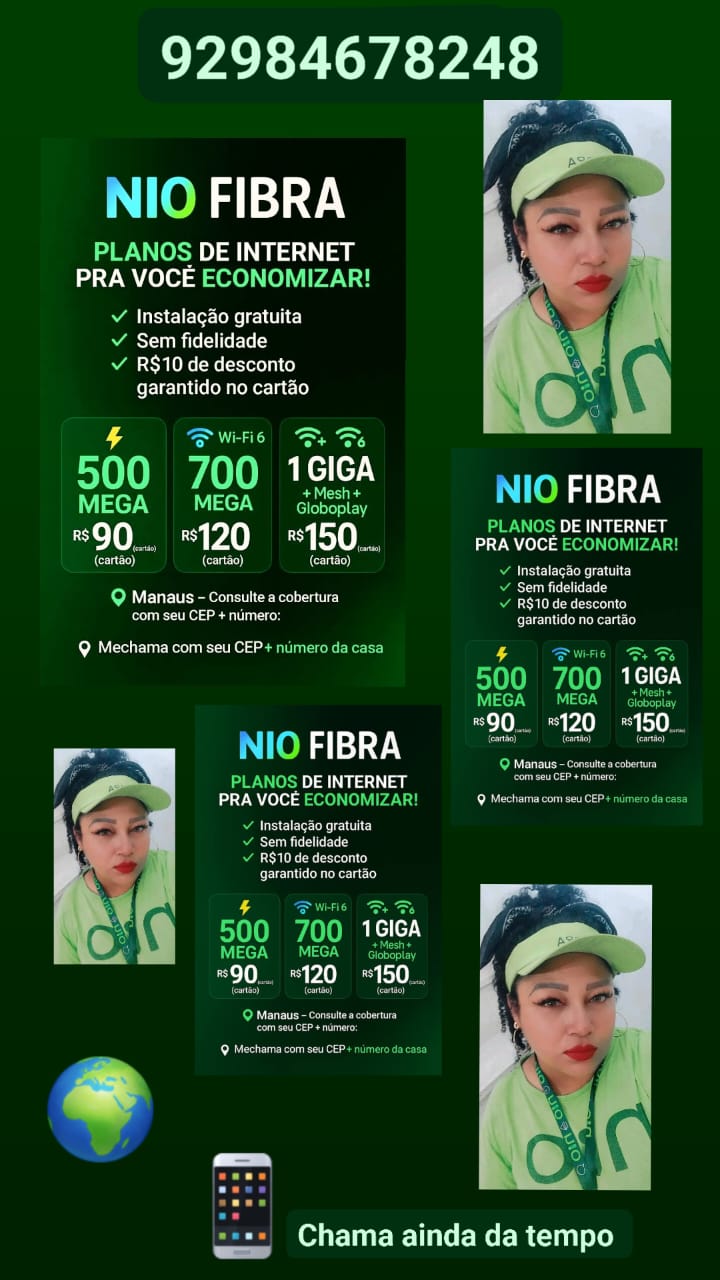 92984678248
NIO FIBRA
PLANOS DE INTERNET
PRA VOCÊ ECONOMIZAR!
Instalação gratuita
Sem fidelidade
R$10 de desconto
garantido no cartão
500
MEGA
R$90 (cartão)
(cartão)
Wi-Fi 6
700
MEGA
R$120
(cartão)
+ 6
1 GIGA
+ Mesh +
Globoplay
R$150 (cartão)
(cartão)
Manaus – Consulte a cobertura
com seu CEP + número:
Mechama com seu CEP + número da casa
NIO FIBRA
PLANOS DE INTERNET
PRA VOCÊ ECONOMIZAR!
Instalação gratuita
Sem fidelidade
R$10 de desconto
garantido no cartão
500
MEGA
R$90 (cartão)
(cartão)
Wi-Fi 6
700
MEGA
R$120
(cartão)
+ 6
1 GIGA
+ Mesh +
Globoplay
R$150 (cartão)
(cartão)
Manaus – Consulte a cobertura
com seu CEP + número:
Mechama com seu CEP + número da casa
NIO FIBRA
PLANOS DE INTERNET
PRA VOCÊ ECONOMIZAR!
Instalação gratuita
Sem fidelidade
R$10 de desconto
garantido no cartão
500
MEGA
R$90 (cartão)
(cartão)
Wi-Fi 6
700
MEGA
R$120
(cartão)
+ 6
1 GIGA
+ Mesh +
Globoplay
R$150 (cartão)
(cartão)
Manaus – Consulte a cobertura
com seu CEP + número:
Mechama com seu CEP + número da casa
Chama ainda da tempo